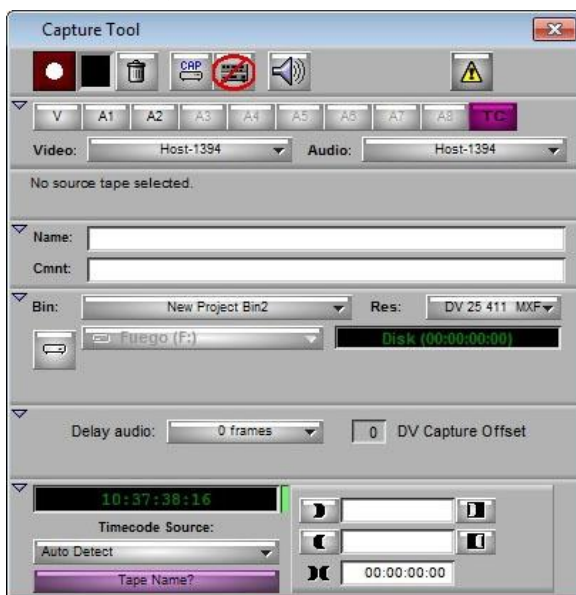 Capture Tool
CAP
V A1 A2 A3 A4 A5 A6 A7 A8 TC
Video: Host-1394 Audio: Host-1394
No source tape selected.
Name:
Cmnt:
Bin: New Project Bin2 Res: DV 25 411 MXF
Fuego (F:) Disk (00:00:00:00)
Delay audio: 0 frames 0 DV Capture Offset
10:37:38:16
Timecode Source:
Auto Detect
Tape Name?
00:00:00:00